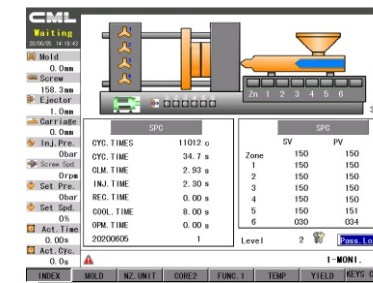 CML
Waiting
20/06/05 14:18:43
Mold
0.0mm
Screw
158.3mm
Ejector
1.0mm
Carriage
0.0mm
Inj.Pre.
0bar
Screw Spd.
0rpm
Set Pre.
0bar
Set Spd.
0%
Act.Time
0.00s
Act.Cyc.
0.0s
Zn 1 2 3 4 5 6
SPC
CYC.TIMES 11012 c
CYC.TIME 34.7 s
CLM.TIME 2.93 s
INJ.TIME 2.30 s
REC.TIME 0.00 s
COOL.TIME 8.00 s
OPM.TIME 0.00 s
20200605 1
SPC
SV PV
Zone 150 150
1 150 150
2 150 150
3 150 150
4 150 150
5 150 151
6 030 034
Level 2 Pass.Lo
1-MONI.
INDEX MOLD NZ.UNIT CORE2 FUNC.1 TEMP YIELD KEYS